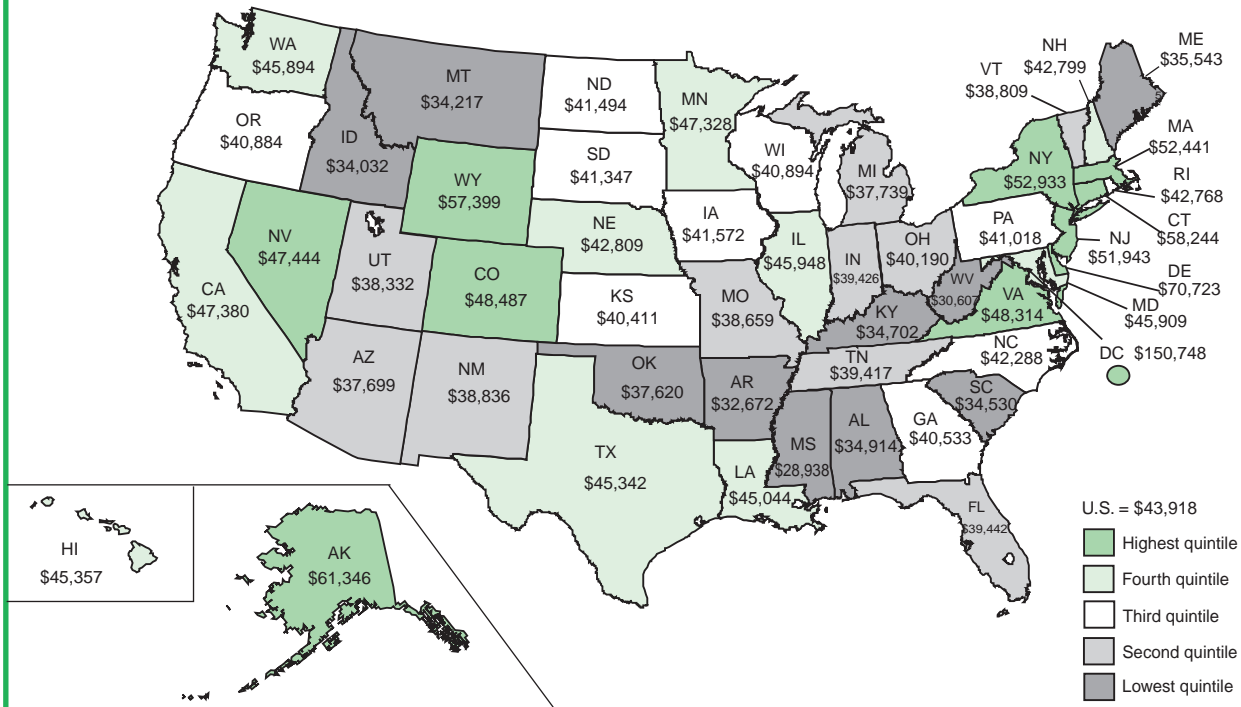 WA
$45,894
OR
$40,884
CA
$47,380
NV
$47,444
ID
$34,032
MT
$34,217
WY
$57,399
UT
$38,332
CO
$48,487
AZ
$37,699
NM
$38,836
ND
$41,494
SD
$41,347
NE
$42,809
KS
$40,411
OK
$37,620
TX
$45,342
MN
$47,328
IA
$41,572
MO
$38,659
AR
$32,672
LA
$45,044
WI
$40,894
IL
$45,948
MI
$37,739
IN
$39,426
OH
$40,190
KY
$34,702
TN
$39,417
MS
$28,938
AL
$34,914
GA
$40,533
FL
$39,442
SC
$34,530
NC
$42,288
VA
$48,314
WV
$30,607
PA
$41,018
NY
$52,933
VT
$38,809
NH
$42,799
ME
$35,543
MA
$52,441
RI
$42,768
CT
$58,244
NJ
$51,943
DE
$70,723
MD
$45,909
DC $150,748
HI
$45,357
AK
$61,346
U.S. = $43,918
Highest quintile
Fourth quintile
Third quintile
Second quintile
Lowest quintile